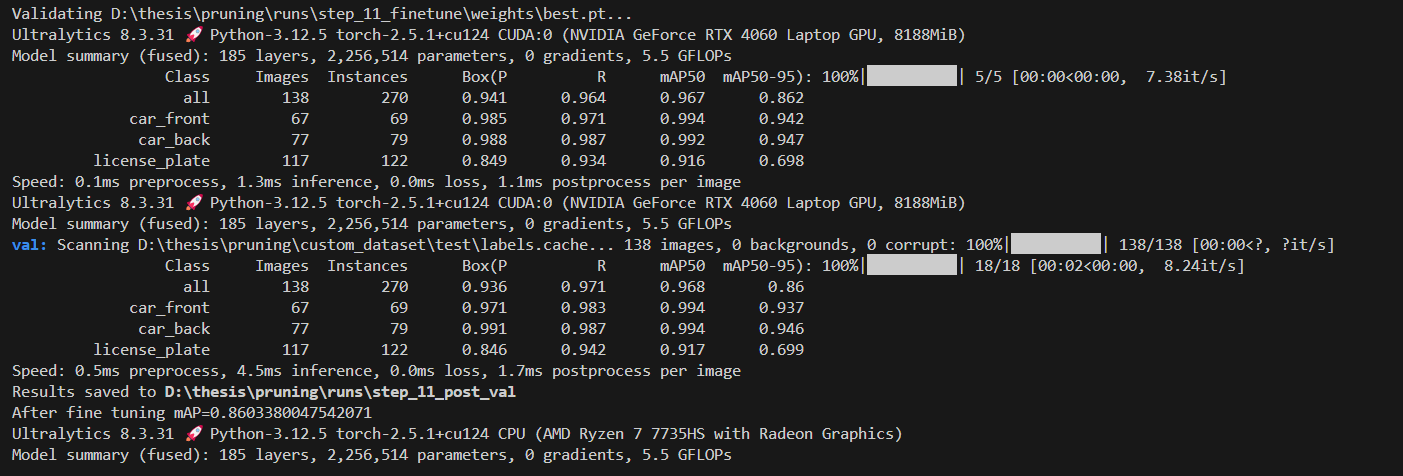 Validating D:\thesis\pruning\runs\step_11_finetune\weights\best.pt...
Ultralytics 8.3.31 🚀 Python-3.12.5 torch-2.5.1+cu124 CUDA:0 (NVIDIA GeForce RTX 4060 Laptop GPU, 8188MiB)
Model summary (fused): 185 layers, 2,256,514 parameters, 0 gradients, 5.5 GFLOPs
Class Images Instances Box(P R mAP50 mAP50-95): 100%|██████████| 5/5 [00:00<00:00, 7.38it/s]
all 138 270 0.941 0.964 0.967 0.862
car_front 67 69 0.985 0.971 0.994 0.942
car_back 77 79 0.988 0.987 0.992 0.947
license_plate 117 122 0.849 0.934 0.916 0.698
Speed: 0.1ms preprocess, 1.3ms inference, 0.0ms loss, 1.1ms postprocess per image
Ultralytics 8.3.31 🚀 Python-3.12.5 torch-2.5.1+cu124 CUDA:0 (NVIDIA GeForce RTX 4060 Laptop GPU, 8188MiB)
Model summary (fused): 185 layers, 2,256,514 parameters, 0 gradients, 5.5 GFLOPs
val: Scanning D:\thesis\pruning\custom_dataset\test\labels.cache... 138 images, 0 backgrounds, 0 corrupt: 100%|██████████| 138/138 [00:00<?, ?it/s]
Class Images Instances Box(P R mAP50 mAP50-95): 100%|██████████| 18/18 [00:02<00:00, 8.24it/s]
all 138 270 0.936 0.971 0.968 0.86
car_front 67 69 0.971 0.983 0.994 0.937
car_back 77 79 0.991 0.987 0.994 0.946
license_plate 117 122 0.846 0.942 0.917 0.699
Speed: 0.5ms preprocess, 4.5ms inference, 0.0ms loss, 1.7ms postprocess per image
Results saved to D:\thesis\pruning\runs\step_11_post_val
After fine tuning mAP=0.8603380047542071
Ultralytics 8.3.31 🚀 Python-3.12.5 torch-2.5.1+cu124 CPU (AMD Ryzen 7 7735HS with Radeon Graphics)
Model summary (fused): 185 layers, 2,256,514 parameters, 0 gradients, 5.5 GFLOPs